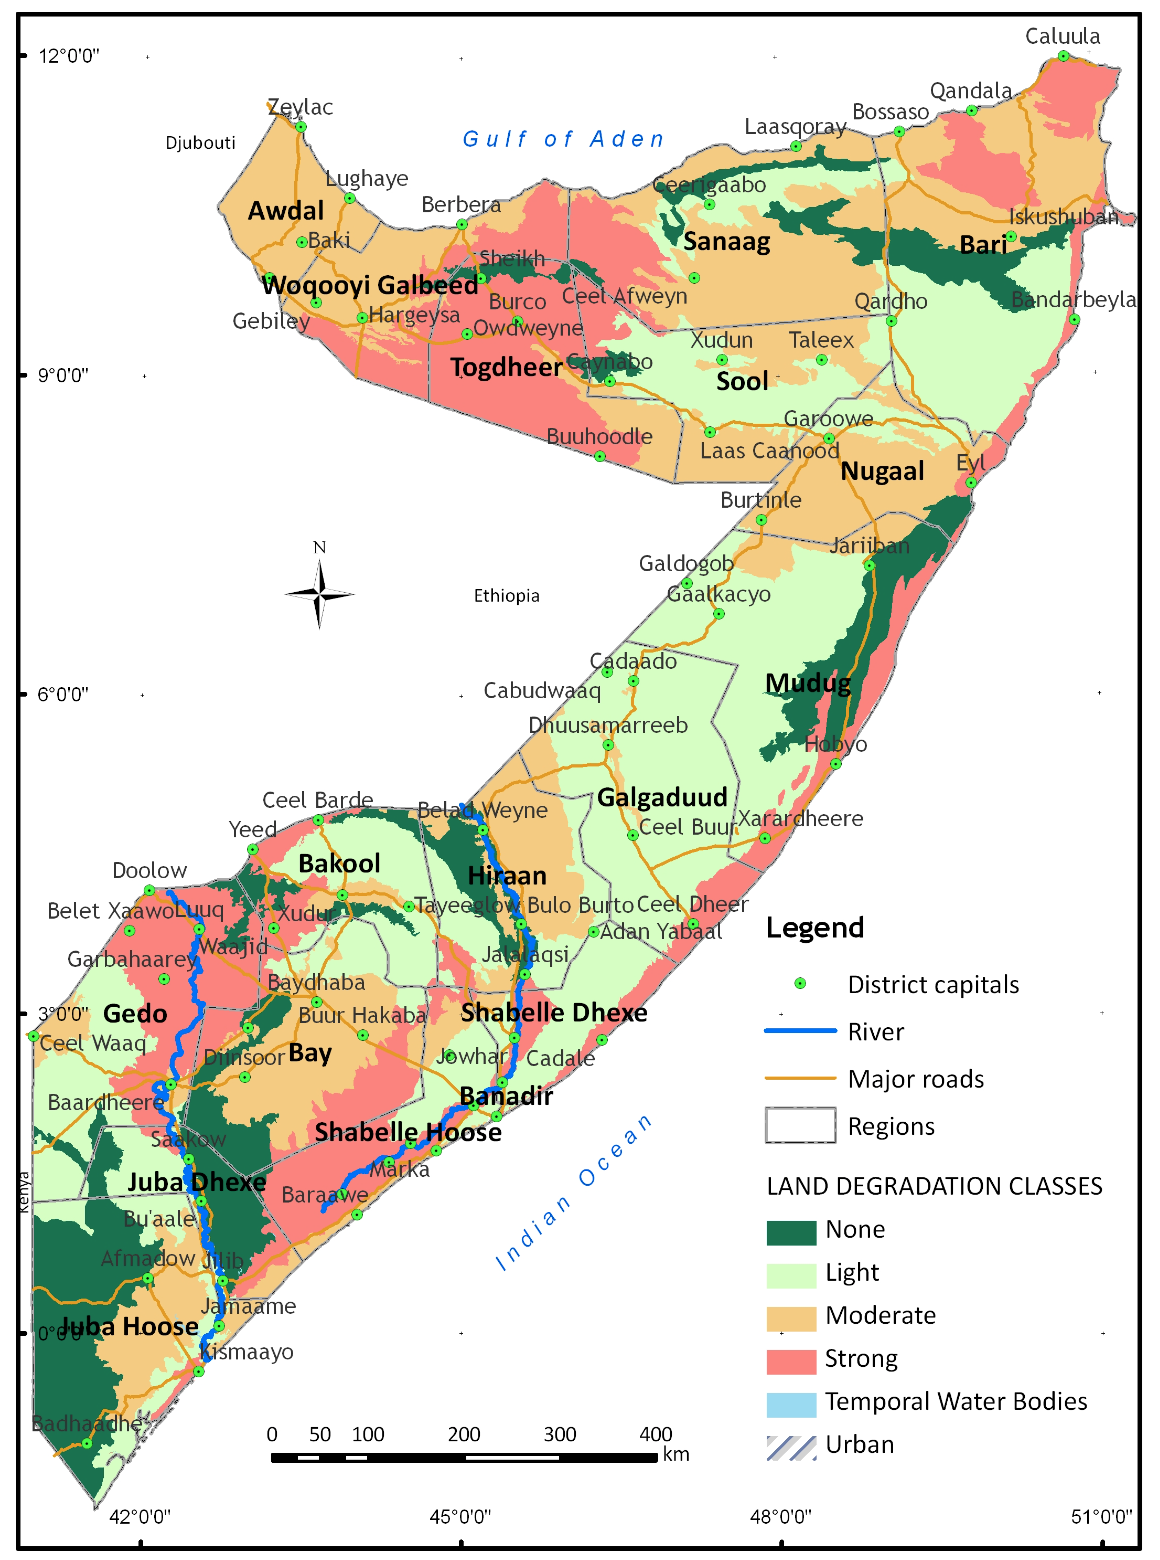 Caluula
12°0'0"
Qandala
Zeylac
Bossaso
Gulf of Aden
Laasqoray
Djubouti
Lughaye
Ceerigaabo
Berbera
Awdal
Iskushuban
Baki
Sanaag
Bari
Sheikh
Woqooyi Galbeed
Ceel Afweyn
Burco
Qardho
Bandarbeyla
Gebiley
Hargeysa
Owdweyne
Xudun
Taleex
9°0'0"
Togdheer
Caynabo
Sool
Garoowe
Buuhoodle
Laas Caanood
Nugaal
Eyl
Burtinle
N
Jariiban
Galdogob
Ethiopia
Gaalkacyo
Cadaado
6°0'0"
Cabudwaaq
Mudug
Dhuusamarreeb
Hobyo
Galgaduud
Ceel Barde
Belad Weyne
Yeed
Ceel Buur
Xarardheere
Bakool
Doolow
Hiraan
Belet Xaawo
Luuq
Xudur
Tayeeglow
Bulo Burto
Ceel Dheer
Adan Yabaal
Waajid
Garbahaarey
Jalalaqsi
Baydhaba
3°0'0"
Gedo
Buur Hakaba
Shabelle Dhexe
Ceel Waaq
Diinsoor
Bay
Jowhar
Cadale
Baardheere
Banadir
Saakow
Shabelle Hoose
Marka
Juba Dhexe
Kenya
Baraawe
Indian Ocean
Bu'aale
Afmadow
Jilib
Jamaame
0°0'0"
Juba Hoose
Kismaayo
Badhaadhe
Legend
District capitals
River
Major roads
Regions
LAND DEGRADATION CLASSES
None
Light
Moderate
Strong
Temporal Water Bodies
Urban
0 50 100 200 300 400
km
42°0'0" 45°0'0" 48°0'0" 51°0'0"